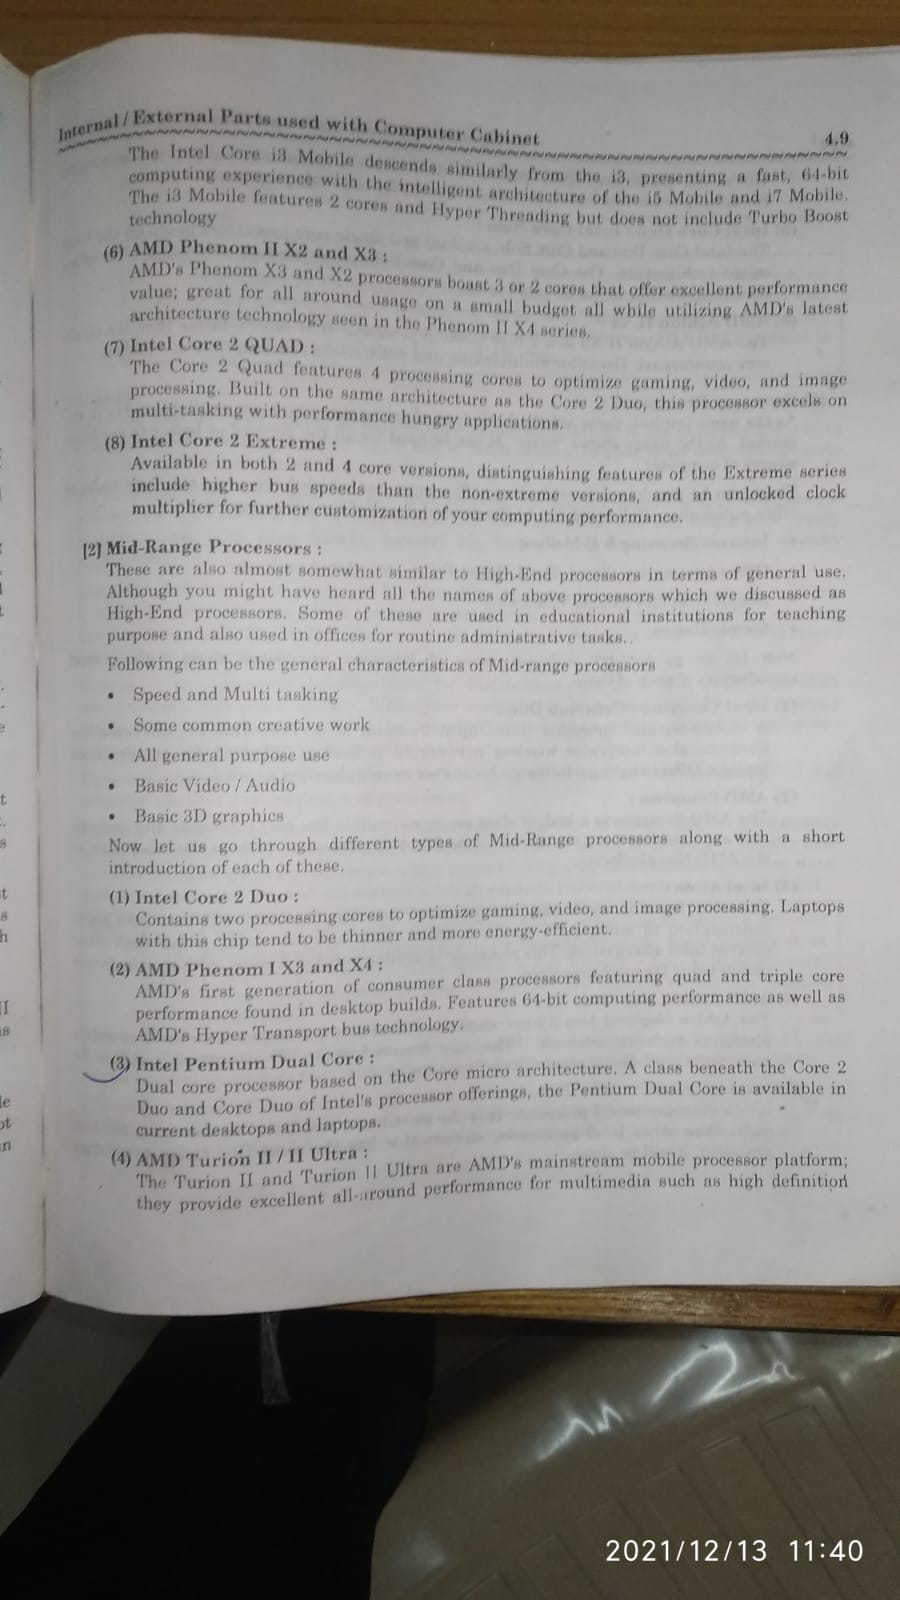 Internal / External Parts used with Computer Cabinet 4.9
The Intel Core i3 Mobile descends similarly from the i3, presenting a fast, 64-bit
computing experience with the intelligent architecture of the i5 Mobile and i7 Mobile.
The i3 Mobile features 2 cores and Hyper Threading but does not include Turbo Boost
technology
(6) AMD Phenom II X2 and X3 :
AMD's Phenom X3 and X2 processors boast 3 or 2 cores that offer excellent performance
value; great for all around usage on a small budget all while utilizing AMD's latest
architecture technology seen in the Phenom II X4 series.
(7) Intel Core 2 QUAD :
The Core 2 Quad features 4 processing cores to optimize gaming, video, and image
processing. Built on the same architecture as the Core 2 Duo, this processor excels on
multi-tasking with performance hungry applications.
(8) Intel Core 2 Extreme :
Available in both 2 and 4 core versions, distinguishing features of the Extreme series
include higher bus speeds than the non-extreme versions, and an unlocked clock
multiplier for further customization of your computing performance.
[2] Mid-Range Processors :
These are also almost somewhat similar to High-End processors in terms of general use.
Although you might have heard all the names of above processors which we discussed as
High-End processors. Some of these are used in educational institutions for teaching
purpose and also used in offices for routine administrative tasks.
Following can be the general characteristics of Mid-range processors
• Speed and Multi tasking
• Some common creative work
• All general purpose use
• Basic Video / Audio
• Basic 3D graphics
Now let us go through different types of Mid-Range processors along with a short
introduction of each of these.
(1) Intel Core 2 Duo :
Contains two processing cores to optimize gaming, video, and image processing. Laptops
with this chip tend to be thinner and more energy-efficient.
(2) AMD Phenom I X3 and X4 :
AMD's first generation of consumer class processors featuring quad and triple core
performance found in desktop builds. Features 64-bit computing performance as well as
AMD's Hyper Transport bus technology.
(3) Intel Pentium Dual Core :
Dual core processor based on the Core micro architecture. A class beneath the Core 2
Duo and Core Duo of Intel's processor offerings, the Pentium Dual Core is available in
current desktops and laptops.
(4) AMD Turion II / II Ultra :
The Turion II and Turion II Ultra are AMD's mainstream mobile processor platform;
they provide excellent all-around performance for multimedia such as high definition
2021/12/13 11:40